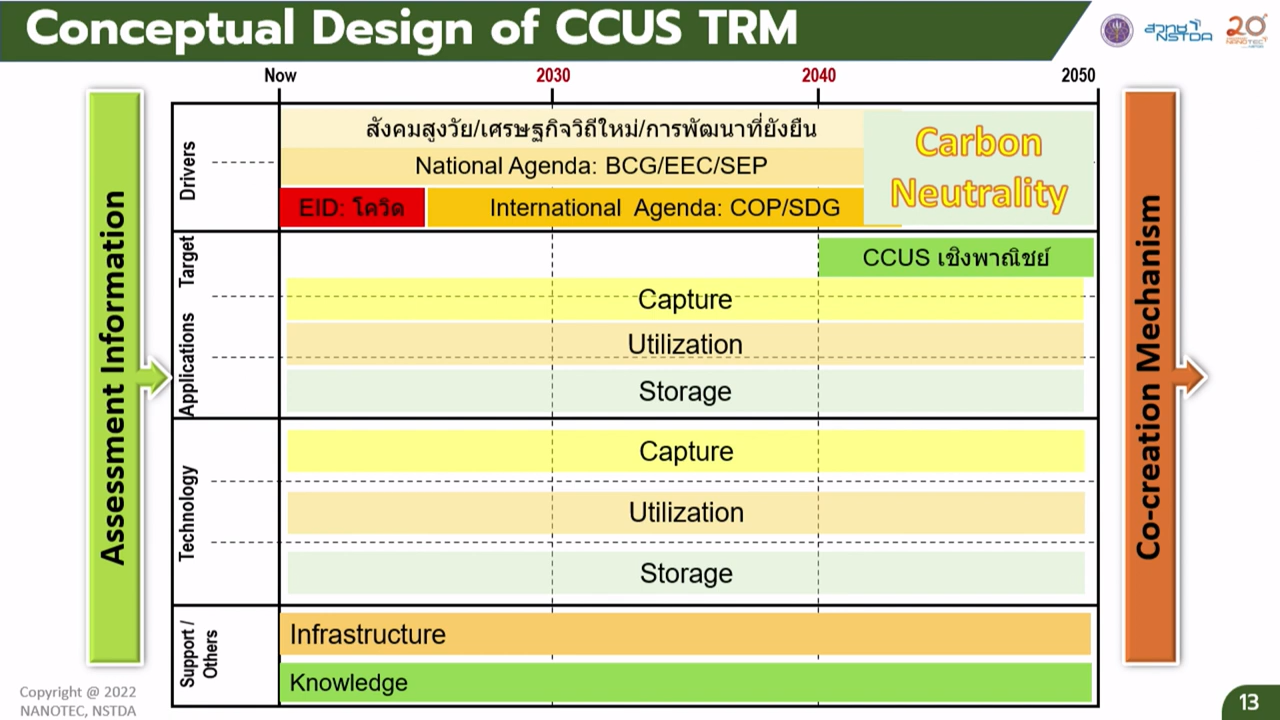 Conceptual Design of CCUS TRM
สวทช
NSTDA
20
NANOTEC
Now
2030
2040
2050
Assessment Information
Drivers
สังคมสูงวัย/เศรษฐกิจวิถีใหม่/การพัฒนาที่ยั่งยืน
National Agenda: BCG/EEC/SEP
EID: โควิด
International Agenda: COP/SDG
Carbon
Neutrality
Target
CCUS เชิงพาณิชย์
Applications
Capture
Utilization
Storage
Technology
Capture
Utilization
Storage
Support /
Others
Infrastructure
Knowledge
Co-creation Mechanism
Copyright @ 2022
NANOTEC, NSTDA
13